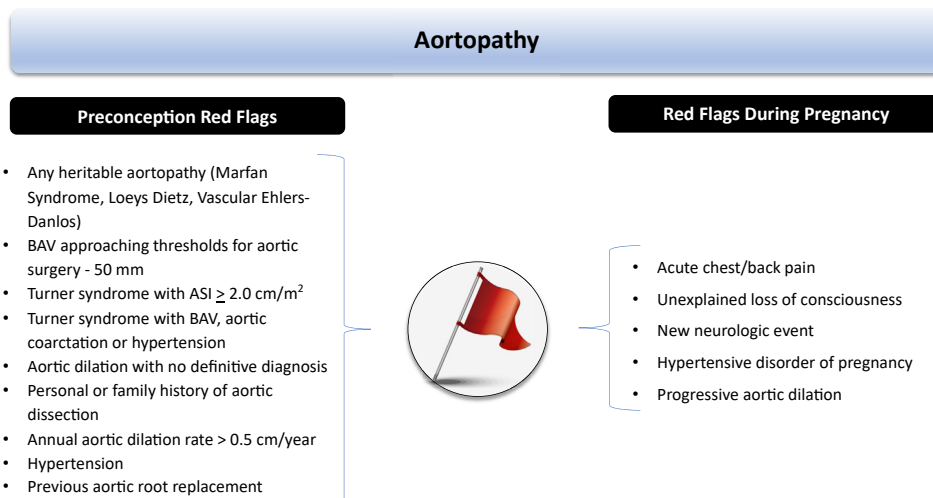 Aortopathy
Preconception Red Flags
• Any heritable aortopathy (Marfan
Syndrome, Loeys Dietz, Vascular Ehlers-
Danlos)
• BAV approaching thresholds for aortic
surgery - 50 mm
• Turner syndrome with ASI ≥ 2.0 cm/m²
• Turner syndrome with BAV, aortic
coarctation or hypertension
• Aortic dilation with no definitive diagnosis
• Personal or family history of aortic
dissection
• Annual aortic dilation rate > 0.5 cm/year
• Hypertension
• Previous aortic root replacement
Red Flags During Pregnancy
• Acute chest/back pain
• Unexplained loss of consciousness
• New neurologic event
• Hypertensive disorder of pregnancy
• Progressive aortic dilation